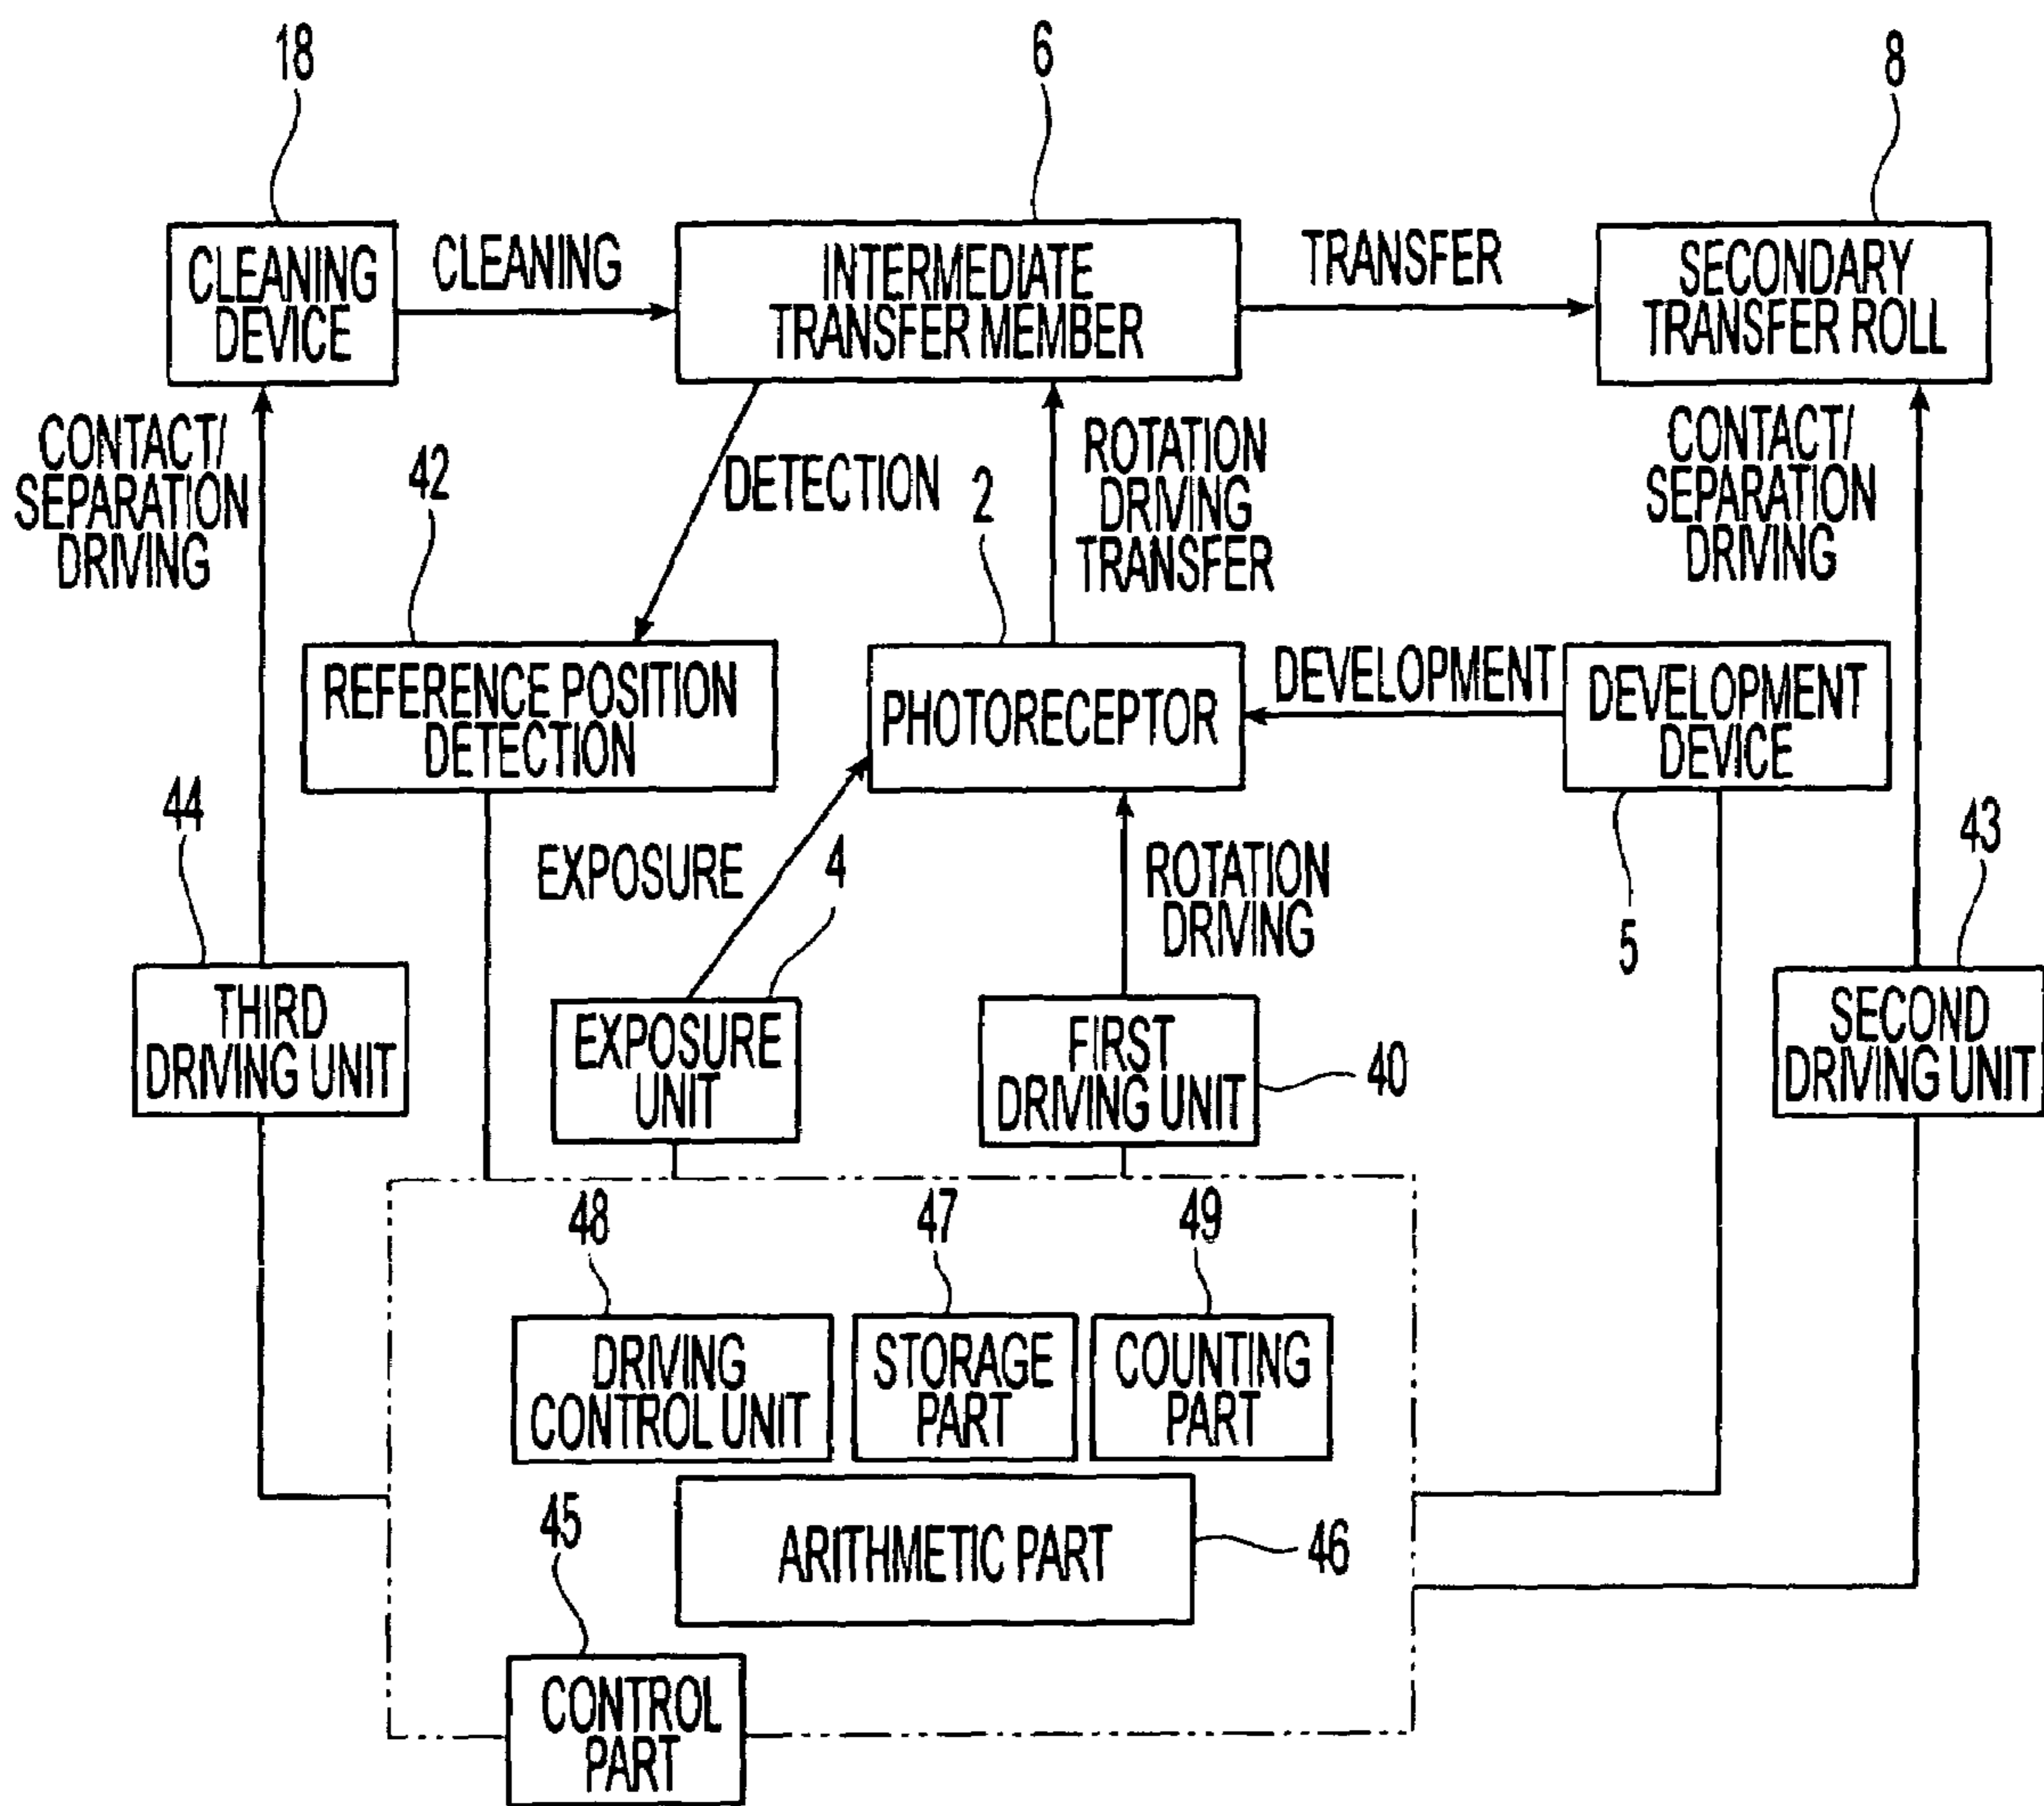 18
6
8
CLEANING
DEVICE
CLEANING
INTERMEDIATE
TRANSFER MEMBER
TRANSFER
SECONDARY
TRANSFER ROLL
CONTACT/
SEPARATION
DRIVING
42
DETECTION
2
ROTATION
DRIVING
TRANSFER
CONTACT/
SEPARATION
DRIVING
REFERENCE POSITION
DETECTION
PHOTORECEPTOR
DEVELOPMENT
DEVELOPMENT
DEVICE
44
EXPOSURE
4
ROTATION
DRIVING
5
43
THIRD
DRIVING UNIT
EXPOSURE
UNIT
FIRST
DRIVING UNIT
40
SECOND
DRIVING UNIT
48
47
49
DRIVING
CONTROL UNIT
STORAGE
PART
COUNTING
PART
45
ARITHMETIC PART
46
CONTROL
PART